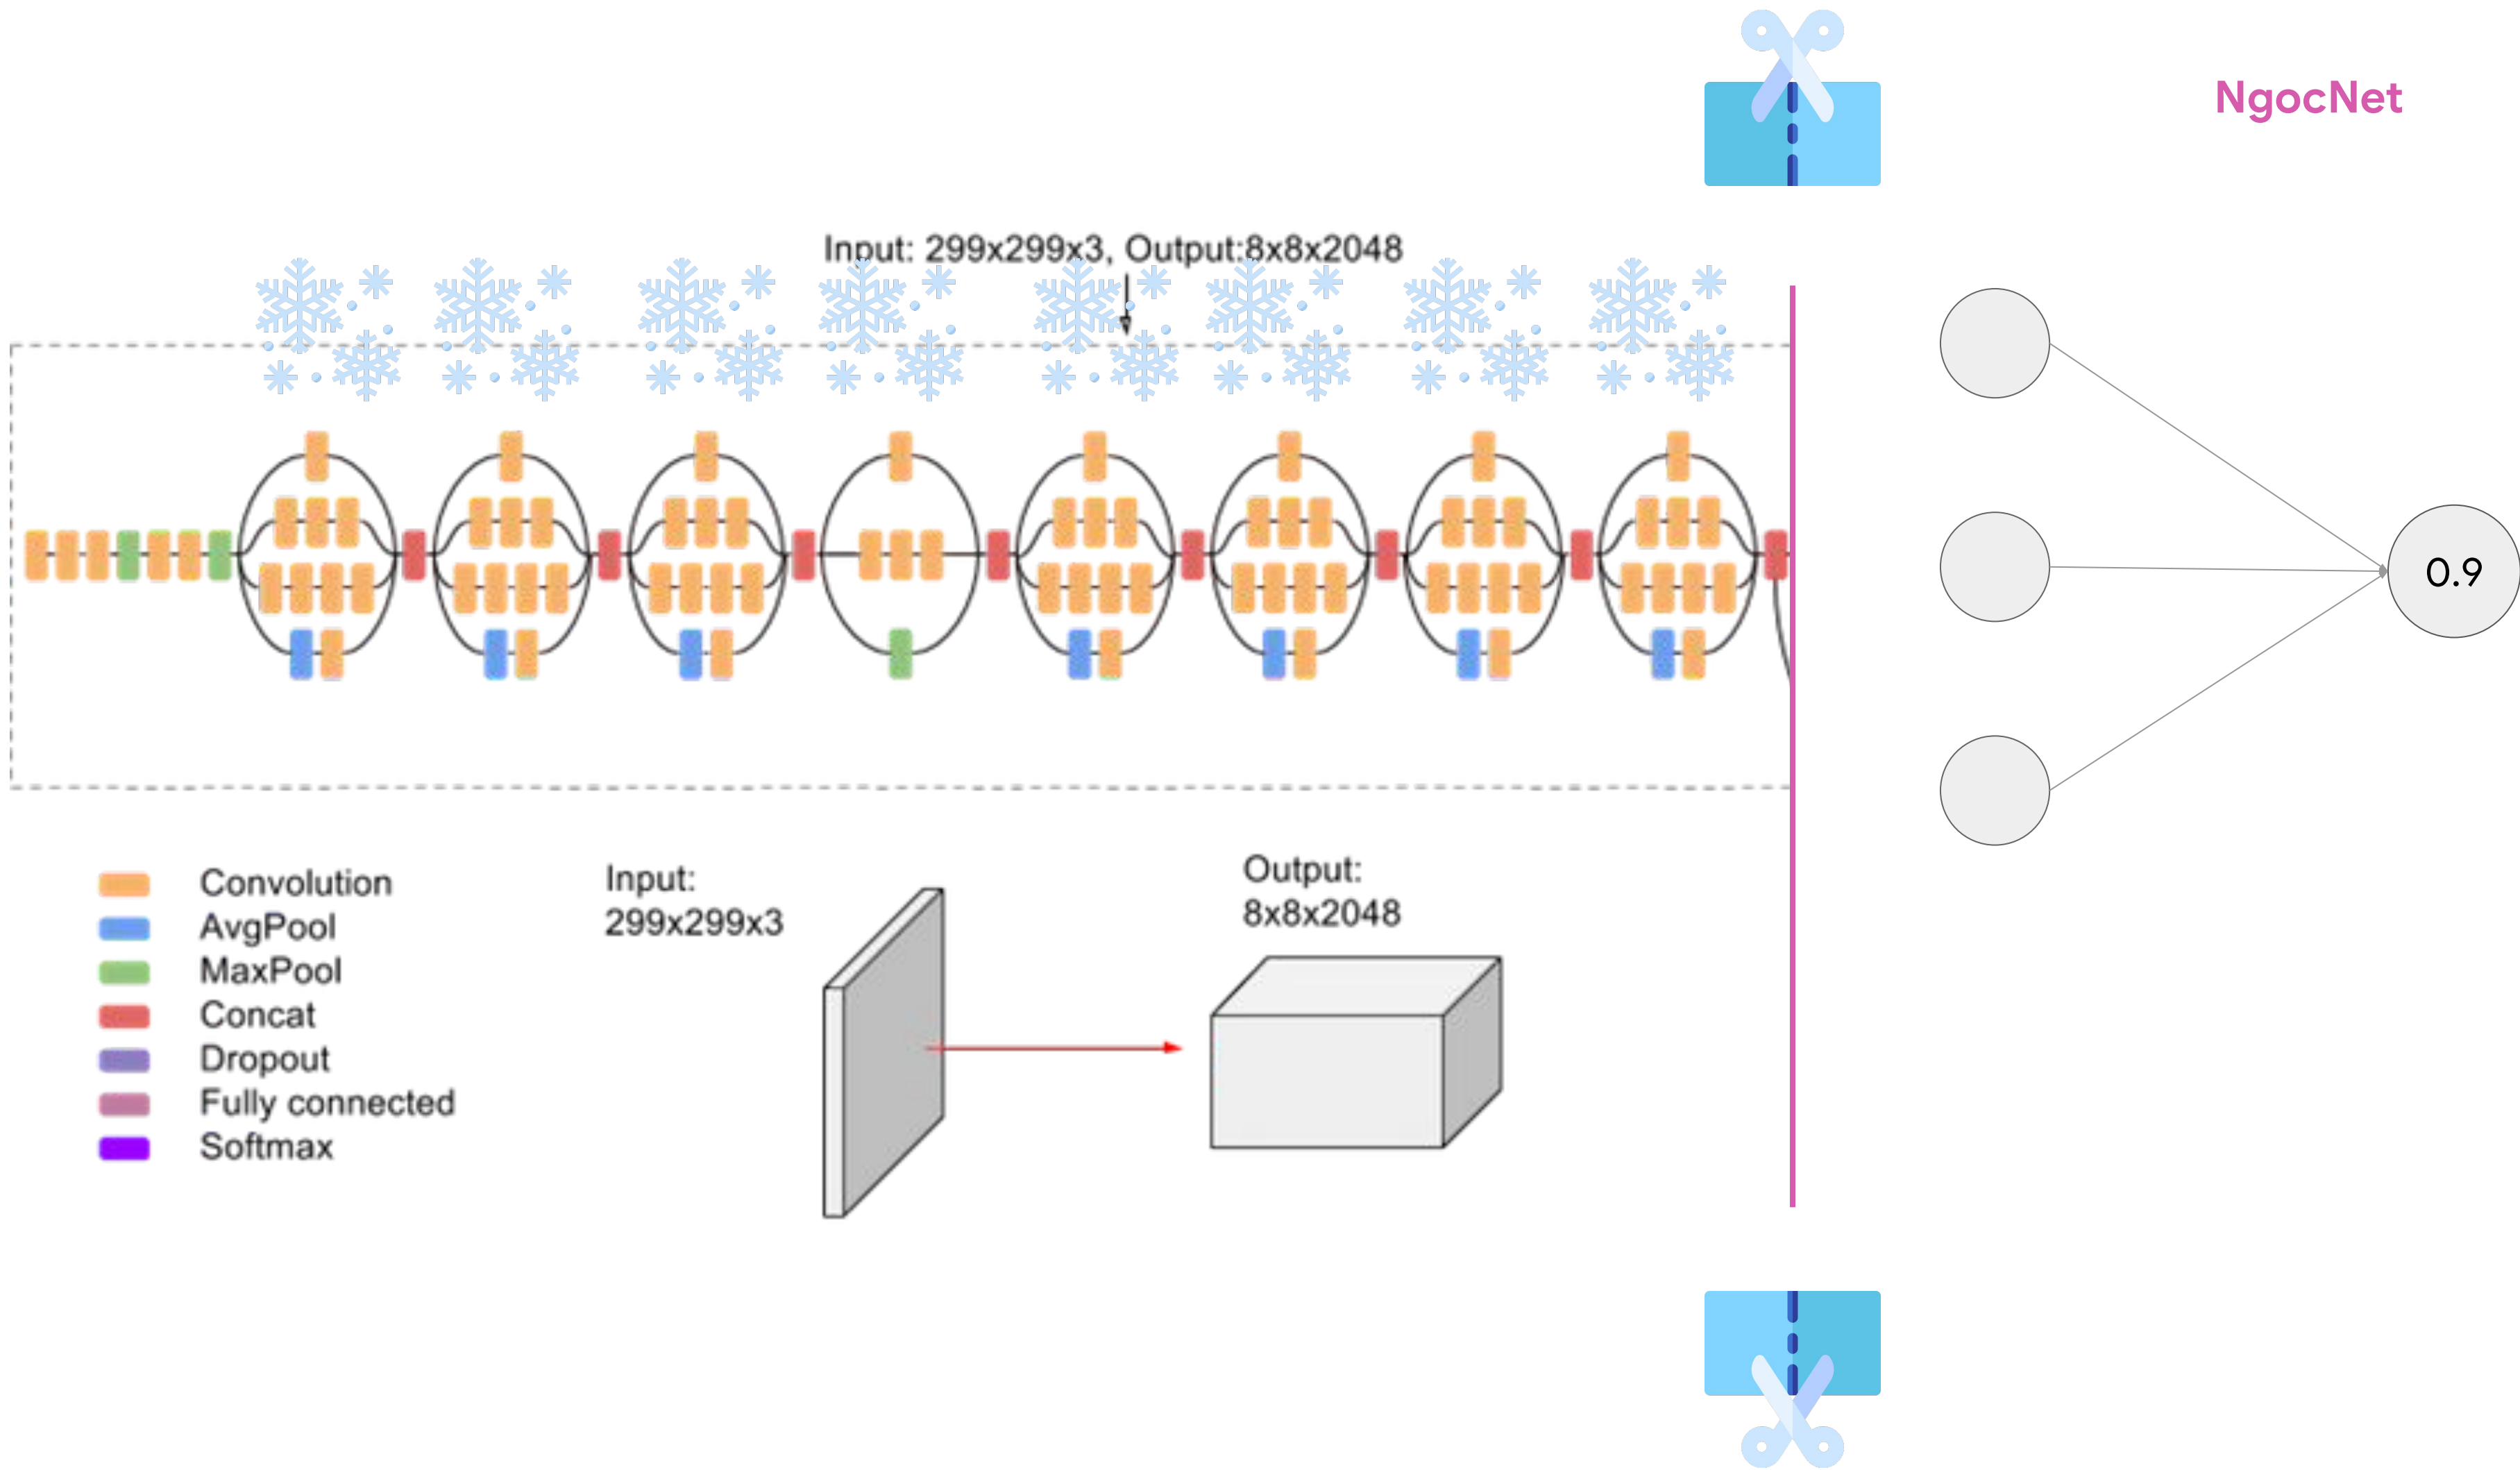 NgocNet
Input: 299x299x3, Output:8x8x2048
0.9
Convolution
AvgPool
MaxPool
Concat
Dropout
Fully connected
Softmax
Input:
299x299x3
Output:
8x8x2048